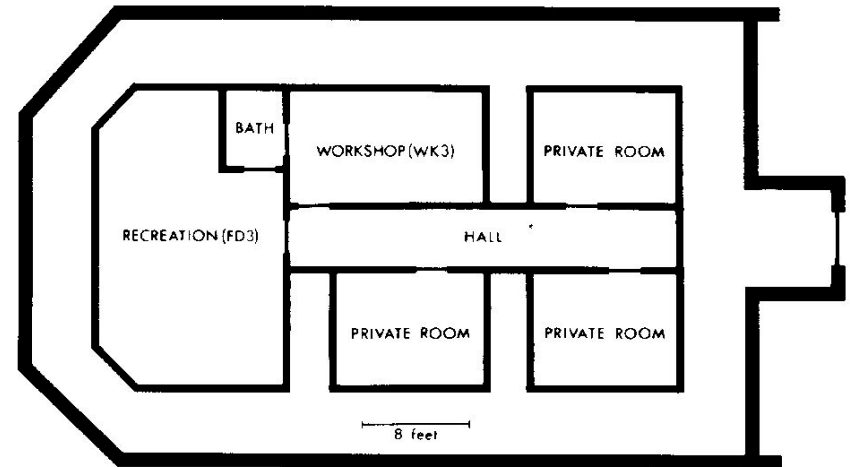 BATH
WORKSHOP (WK3)
PRIVATE ROOM
RECREATION (FD3)
HALL
PRIVATE ROOM
PRIVATE ROOM
8 feet